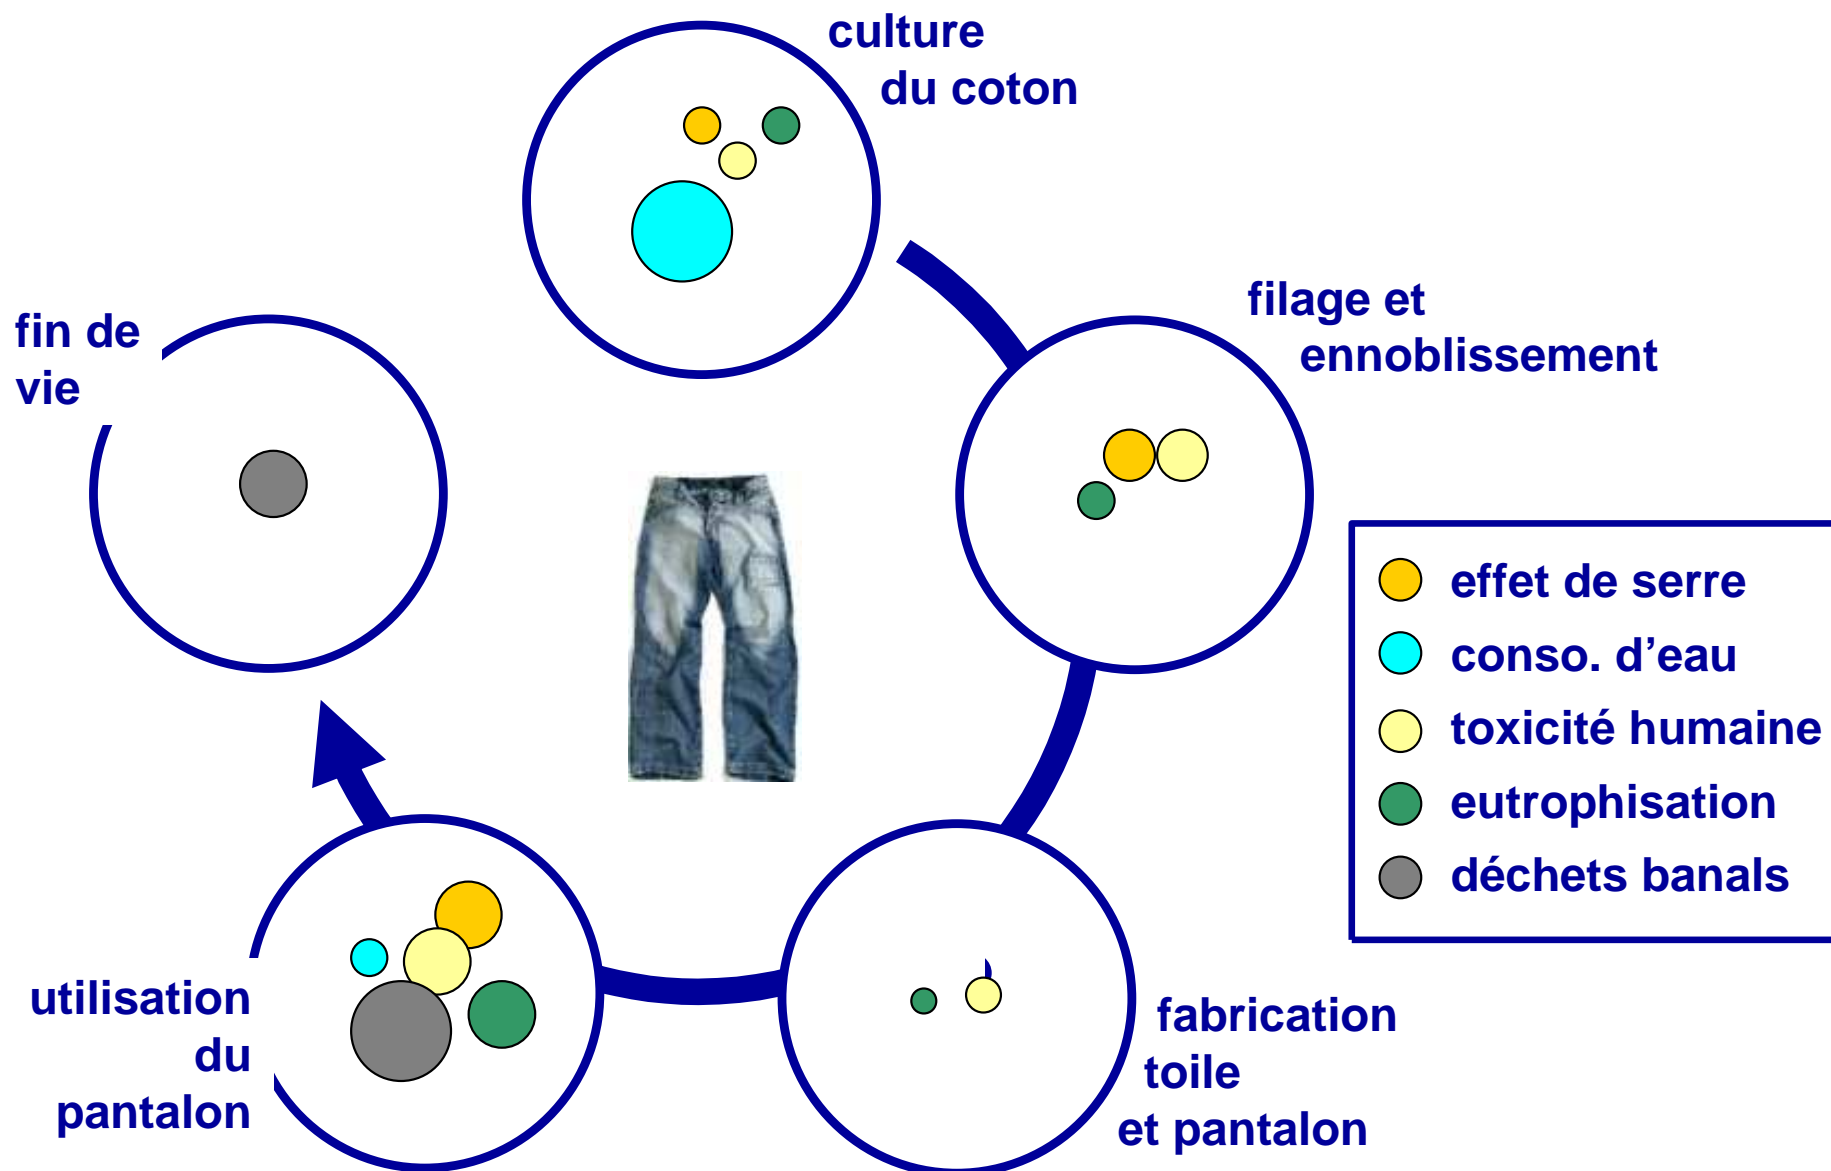 culture
du coton
filage et
ennoblissement
fin de
vie
effet de serre
conso. d’eau
toxicité humaine
eutrophisation
déchets banals
utilisation
du
pantalon
fabrication
toile
et pantalon